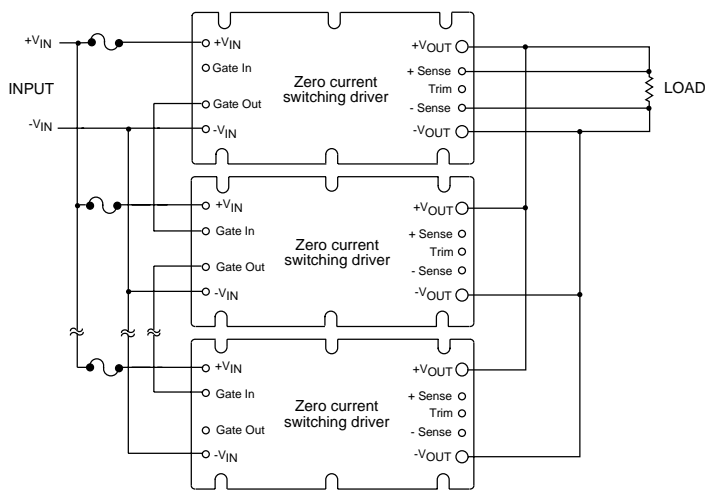 +VIN
INPUT
-VIN
+VIN
Gate In
Gate Out
-VIN
Zero current
switching driver
+VOUT
+ Sense
Trim
- Sense
-VOUT
LOAD
+VIN
Gate In
Gate Out
-VIN
Zero current
switching driver
+VOUT
+ Sense
Trim
- Sense
-VOUT
+VIN
Gate In
Gate Out
-VIN
Zero current
switching driver
+VOUT
+ Sense
Trim
- Sense
-VOUT